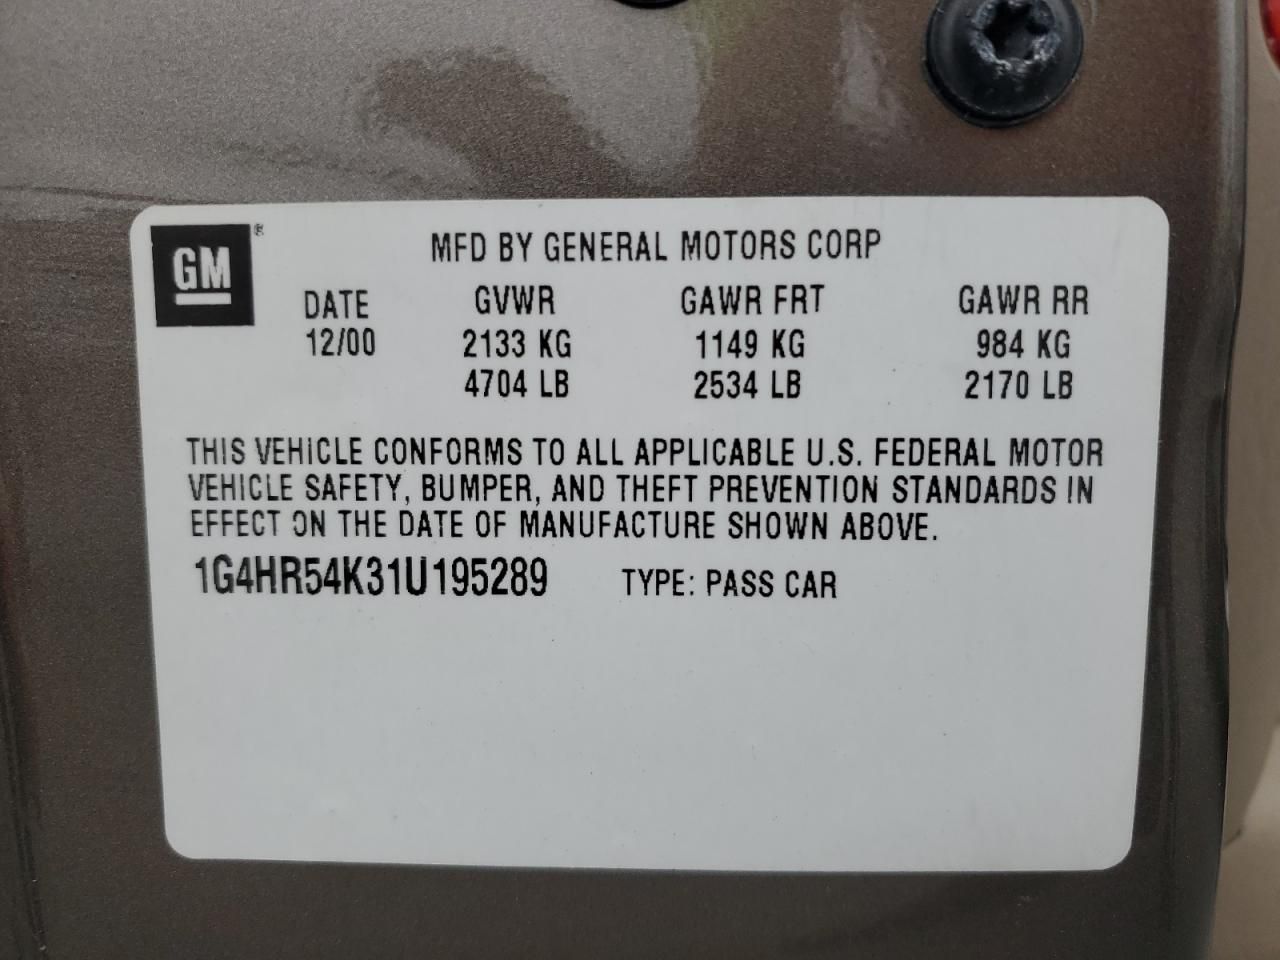 GM ®
MFD BY GENERAL MOTORS CORP
DATE GVWR GAWR FRT GAWR RR
12/00 2133 KG 1149 KG 984 KG
4704 LB 2534 LB 2170 LB
THIS VEHICLE CONFORMS TO ALL APPLICABLE U.S. FEDERAL MOTOR
VEHICLE SAFETY, BUMPER, AND THEFT PREVENTION STANDARDS IN
EFFECT ON THE DATE OF MANUFACTURE SHOWN ABOVE.
1G4HR54K31U195289 TYPE: PASS CAR